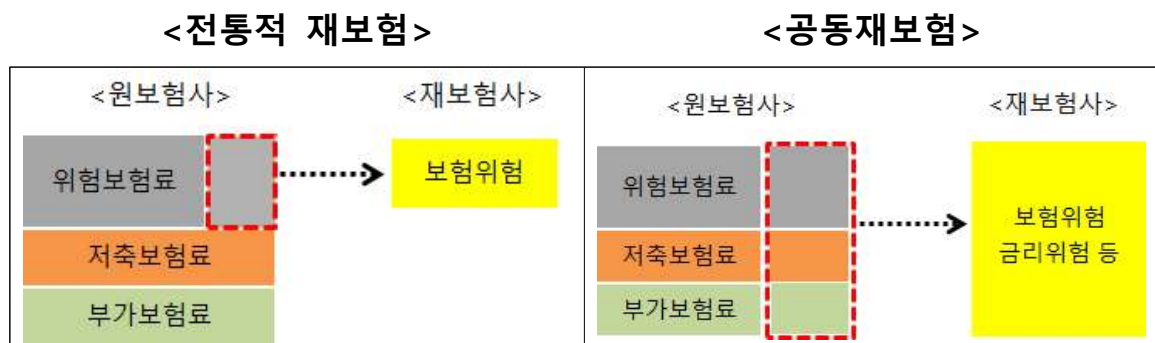 <전통적 재보험>
<공동재보험>
<원보험사>
<재보험사>
위험보험료
보험위험
저축보험료
부가보험료
<원보험사>
<재보험사>
위험보험료
저축보험료
부가보험료
보험위험
금리위험 등